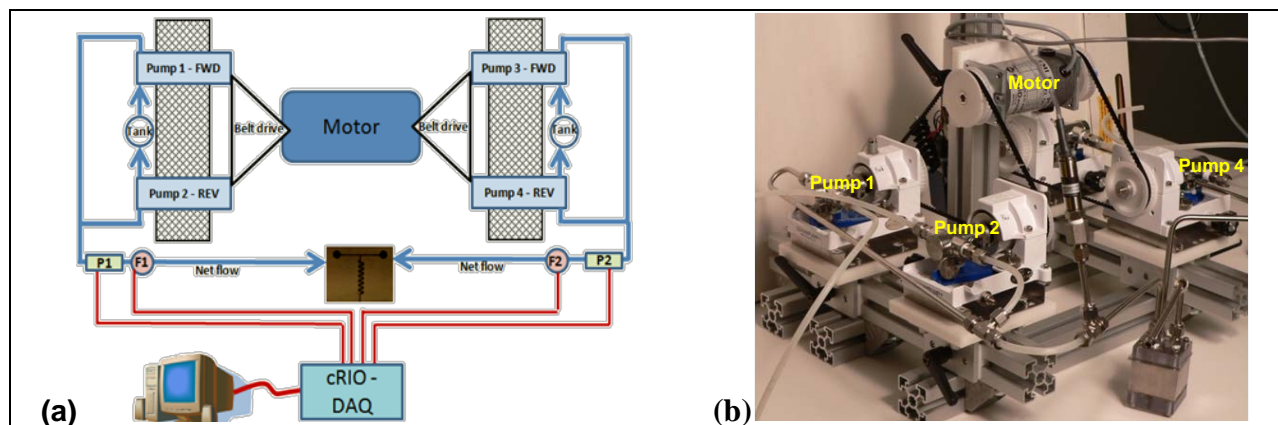 Pump 1 - FWD
Pump 3 - FWD
Tank
Belt drive
Motor
Belt drive
Tank
Pump 2 - REV
Pump 4 - REV
P1
F1
Net flow
Net flow
F2
P2
cRIO -
DAQ
(a)
Motor
Pump 1
Pump 4
Pump 2
(b)